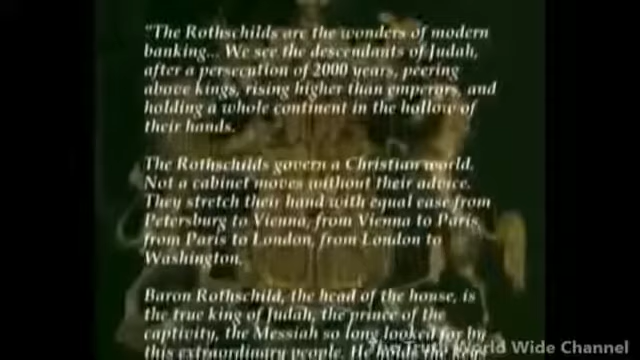 "The Rothschilds are the wonders of modern
banking... We see the descendants of Judah,
after a persecution of 2000 years, peering
above kings, rising higher than emperors, and
holding a whole continent in the hollow of
their hands.
The Rothschilds govern a Christian world.
Not a cabinet moves without their advice.
They stretch their hand with equal ease from
Petersburg to Vienna, from Vienna to Paris,
from Paris to London, from London to
Washington.
Baron Rothschild, the head of the house, is
the true king of Judah, the prince of the
captivity, the Messiah so long looked for by
this extraordinary people. He
The Truth World Wide Channel